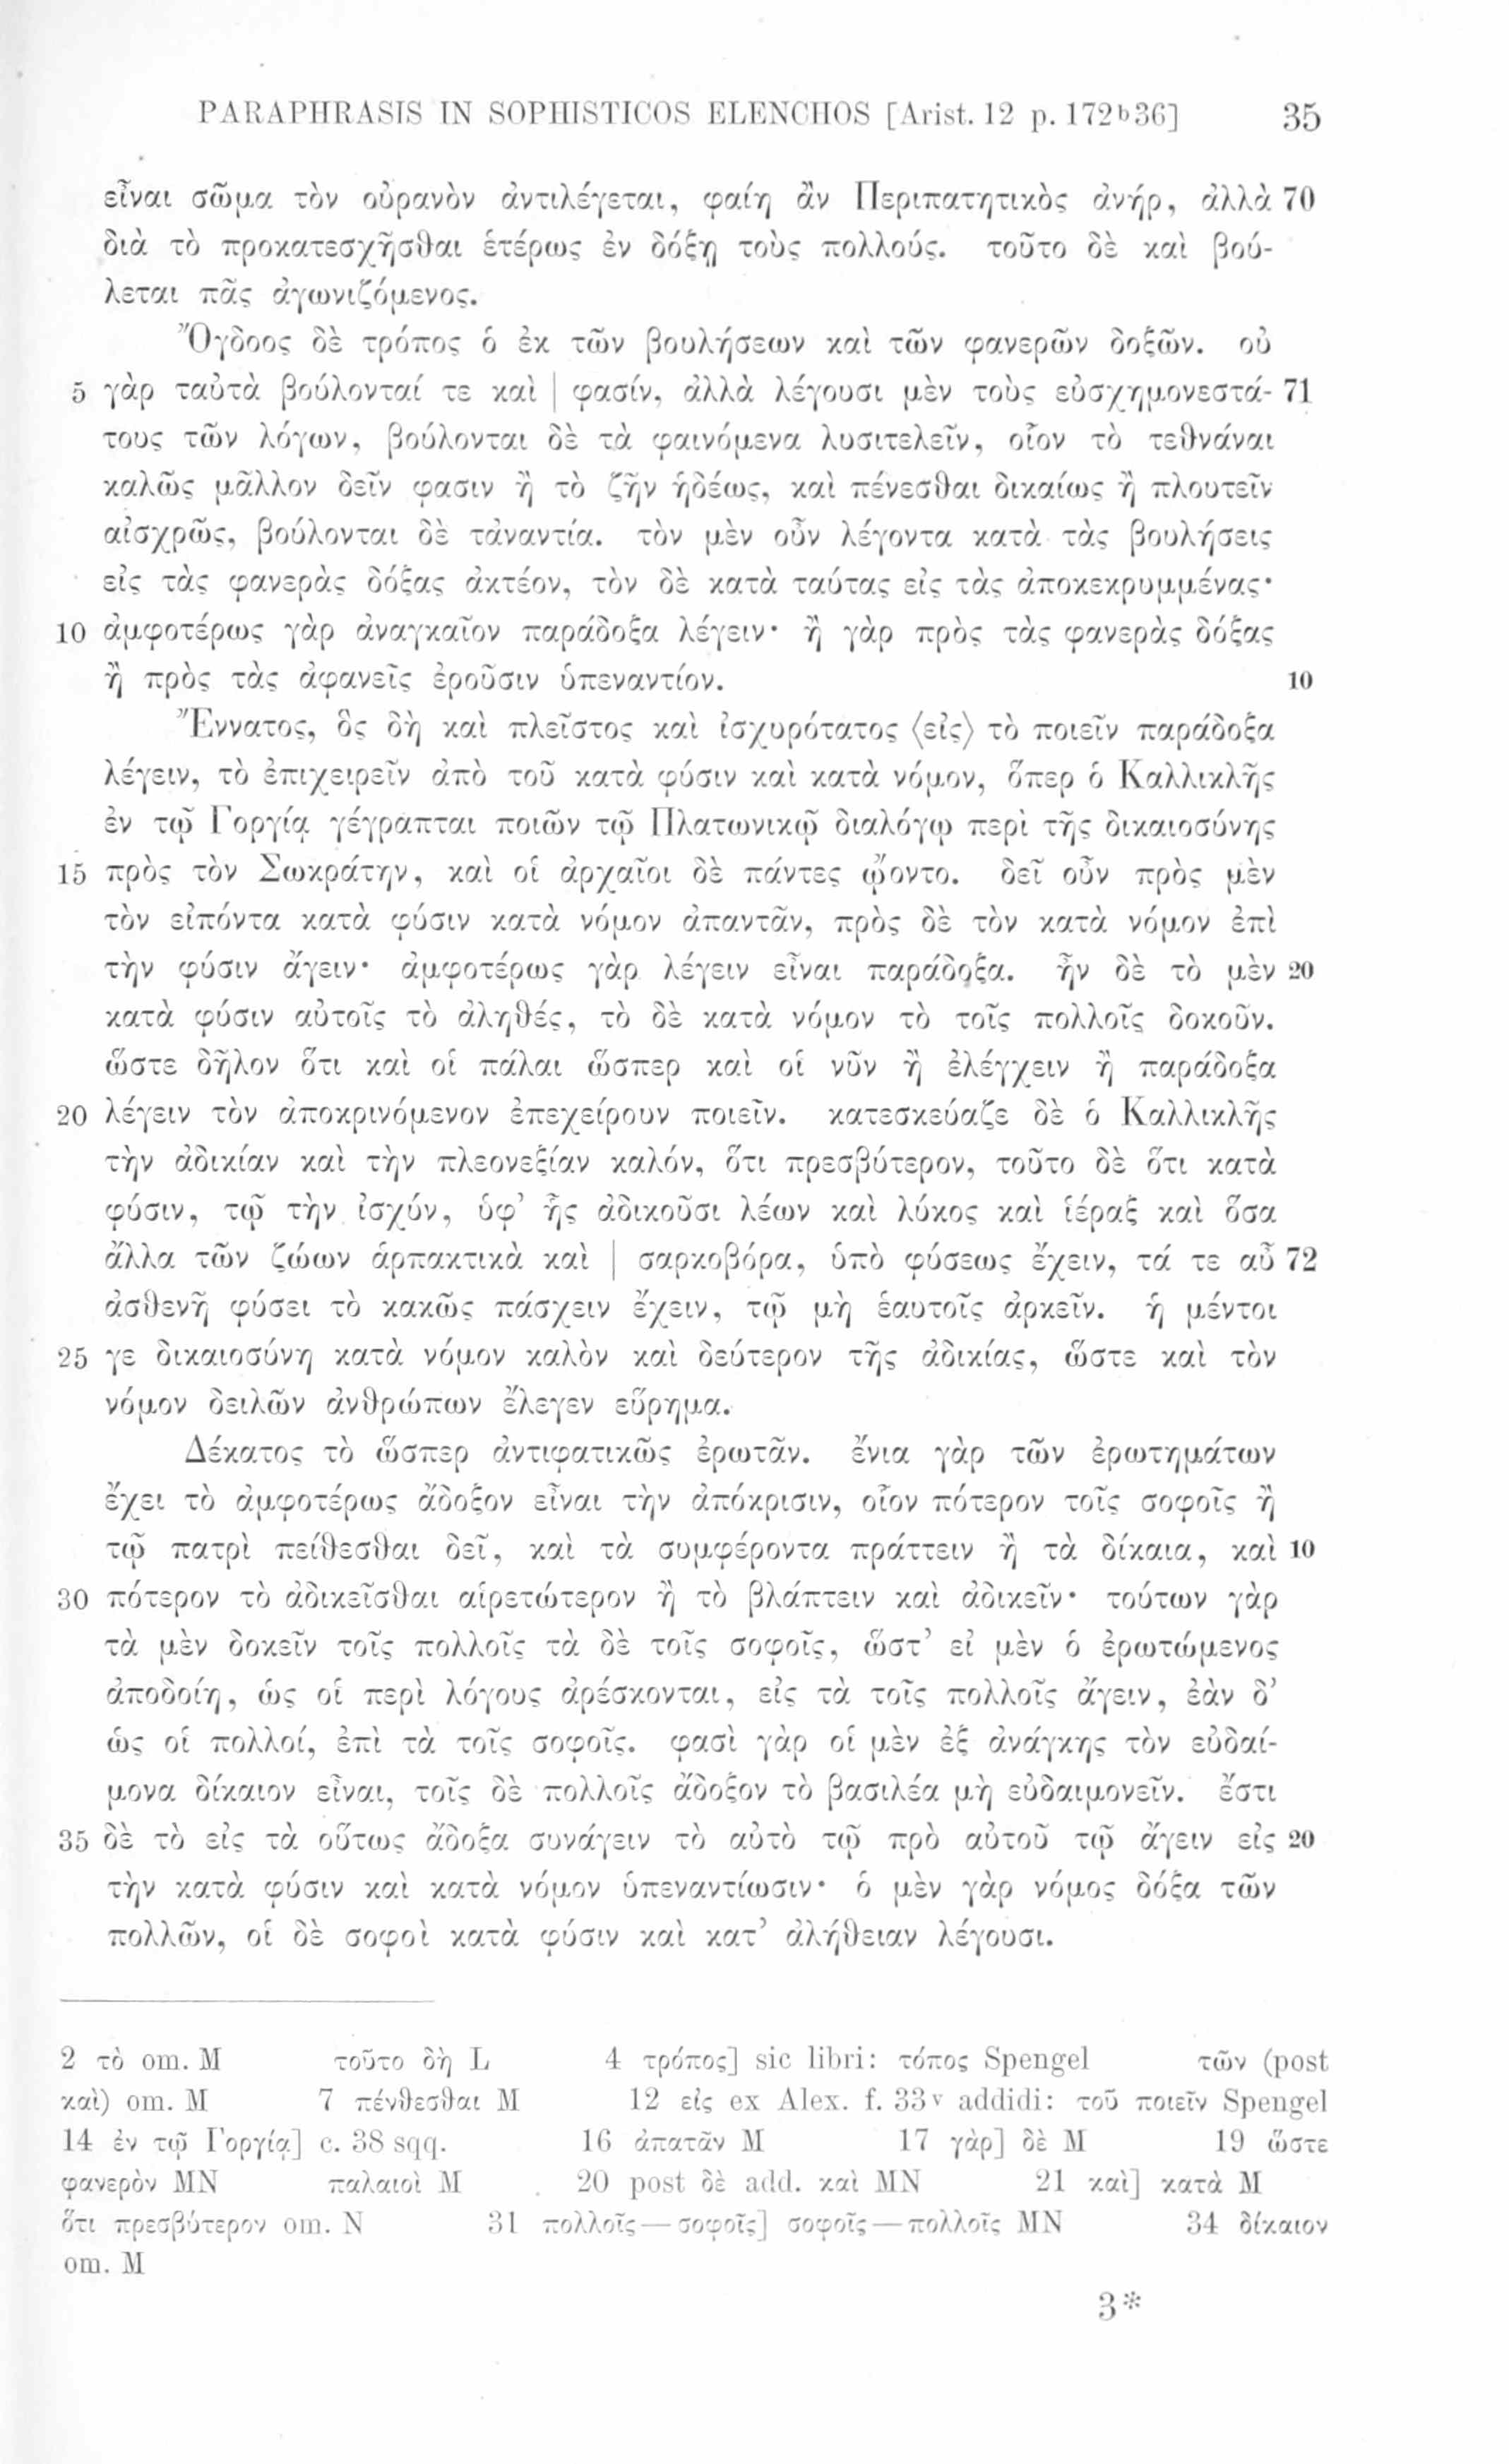 PARAPHRASIS IN SOPHISTICOS ELENCHOS [Arist. 12 p. 172b36] 35
εἶναι σῶμα τὸν οὐρανὸν ἀντιλέγεται, φαίη ἂν Περιπατητικὸς ἀνήρ, ἀλλὰ 70
διὰ τὸ προκατεσχῆσθαι ἑτέρως ἐν δόξῃ τοὺς πολλούς. τοῦτο δὲ καὶ βού-
λεται πᾶς ἀγωνιζόμενος.
Ὄγδοος δὲ τρόπος ὁ ἐκ τῶν βουλήσεων καὶ τῶν φανερῶν δοξῶν. οὐ
5 γὰρ ταὐτὰ βούλονταί τε καὶ | φασίν, ἀλλὰ λέγουσι μὲν τοὺς εὐσχημονεστά- 71
τους τῶν λόγων, βούλονται δὲ τὰ φαινόμενα λυσιτελεῖν, οἷον τὸ τεθνάναι
καλῶς μᾶλλον δεῖν φασιν ἢ τὸ ζῆν ἡδέως, καὶ πένεσθαι δικαίως ἢ πλουτεῖν
αἰσχρῶς, βούλονται δὲ τἀναντία. τὸν μὲν οὖν λέγοντα κατὰ τὰς βουλήσεις
εἰς τὰς φανερὰς δόξας ἀκτέον, τὸν δὲ κατὰ ταύτας εἰς τὰς ἀποκεκρυμμένας·
10 ἀμφοτέρως γὰρ ἀναγκαῖον παράδοξα λέγειν· ἢ γὰρ πρὸς τὰς φανερὰς δόξας
ἢ πρὸς τὰς ἀφανεῖς ἐροῦσιν ὑπεναντίον. 10
Ἔννατος, ὃς δὴ καὶ πλεῖστος καὶ ἰσχυρότατος ⟨εἰς⟩ τὸ ποιεῖν παράδοξα
λέγειν, τὸ ἐπιχειρεῖν ἀπὸ τοῦ κατὰ φύσιν καὶ κατὰ νόμον, ὅπερ ὁ Καλλικλῆς
ἐν τῷ Γοργίᾳ γέγραπται ποιῶν τῷ Πλατωνικῷ διαλόγῳ περὶ τῆς δικαιοσύνης
15 πρὸς τὸν Σωκράτην, καὶ οἱ ἀρχαῖοι δὲ πάντες ᾤοντο. δεῖ οὖν πρὸς μὲν
τὸν εἰπόντα κατὰ φύσιν κατὰ νόμον ἀπαντᾶν, πρὸς δὲ τὸν κατὰ νόμον ἐπὶ
τὴν φύσιν ἄγειν· ἀμφοτέρως γὰρ λέγειν εἶναι παράδοξα. ἦν δὲ τὸ μὲν 20
κατὰ φύσιν αὐτοῖς τὸ ἀληθές, τὸ δὲ κατὰ νόμον τὸ τοῖς πολλοῖς δοκοῦν.
ὥστε δῆλον ὅτι καὶ οἱ πάλαι ὥσπερ καὶ οἱ νῦν ἢ ἐλέγχειν ἢ παράδοξα
20 λέγειν τὸν ἀποκρινόμενον ἐπεχείρουν ποιεῖν. κατεσκεύαζε δὲ ὁ Καλλικλῆς
τὴν ἀδικίαν καὶ τὴν πλεονεξίαν καλόν, ὅτι πρεσβύτερον, τοῦτο δὲ ὅτι κατὰ
φύσιν, τῷ τὴν ἰσχύν, ὑφ’ ἧς ἀδικοῦσι λέων καὶ λύκος καὶ ἱέραξ καὶ ὅσα
ἄλλα τῶν ζώων ἁρπακτικὰ καὶ | σαρκοβόρα, ὑπὸ φύσεως ἔχειν, τά τε αὖ 72
ἀσθενῆ φύσει τὸ κακῶς πάσχειν ἔχειν, τῷ μὴ ἑαυτοῖς ἀρκεῖν. ἡ μέντοι
25 γε δικαιοσύνη κατὰ νόμον καλὸν καὶ δεύτερον τῆς ἀδικίας, ὥστε καὶ τὸν
νόμον δειλῶν ἀνθρώπων ἔλεγεν εὕρημα.
Δέκατος τὸ ὥσπερ ἀντιφατικῶς ἐρωτᾶν. ἔνια γὰρ τῶν ἐρωτημάτων
ἔχει τὸ ἀμφοτέρως ἄδοξον εἶναι τὴν ἀπόκρισιν, οἷον πότερον τοῖς σοφοῖς ἢ
τῷ πατρὶ πείθεσθαι δεῖ, καὶ τὰ συμφέροντα πράττειν ἢ τὰ δίκαια, καὶ 10
30 πότερον τὸ ἀδικεῖσθαι αἱρετώτερον ἢ τὸ βλάπτειν καὶ ἀδικεῖν· τούτων γὰρ
τὰ μὲν δοκεῖν τοῖς πολλοῖς τὰ δὲ τοῖς σοφοῖς, ὥστ’ εἰ μὲν ὁ ἐρωτώμενος
ἀποδοίη, ὡς οἱ περὶ λόγους ἀρέσκονται, εἰς τὰ τοῖς πολλοῖς ἄγειν, ἐὰν δ’
ὡς οἱ πολλοί, ἐπὶ τὰ τοῖς σοφοῖς. φασὶ γὰρ οἱ μὲν ἐξ ἀνάγκης τὸν εὐδαί-
μονα δίκαιον εἶναι, τοῖς δὲ πολλοῖς ἄδοξον τὸ βασιλέα μὴ εὐδαιμονεῖν. ἔστι
35 δὲ τὸ εἰς τὰ οὕτως ἄδοξα συνάγειν τὸ αὐτὸ τῷ πρὸ αὐτοῦ τῷ ἄγειν εἰς 20
τὴν κατὰ φύσιν καὶ κατὰ νόμον ὑπεναντίωσιν· ὁ μὲν γὰρ νόμος δόξα τῶν
πολλῶν, οἱ δὲ σοφοὶ κατὰ φύσιν καὶ κατ’ ἀλήθειαν λέγουσι.
2 τὸ om. M τοῦτο δὴ L 4 τρόπος] sic libri: τόπος Spengel τῶν (post
καὶ) om. M 7 πένθεσθαι M 12 εἰς ex Alex. f. 33v addidi: τοῦ ποιεῖν Spengel
14 ἐν τῷ Γοργίᾳ] c. 38 sqq. 16 ἀπατᾶν M 17 γὰρ] δὲ M 19 ὥστε
φανερὸν MN παλαιοὶ M 20 post δὲ add. καὶ MN 21 καὶ] κατὰ M
ὅτι πρεσβύτερον om. N 31 πολλοῖς — σοφοῖς] σοφοῖς — πολλοῖς MN 34 δίκαιον
om. M
3*